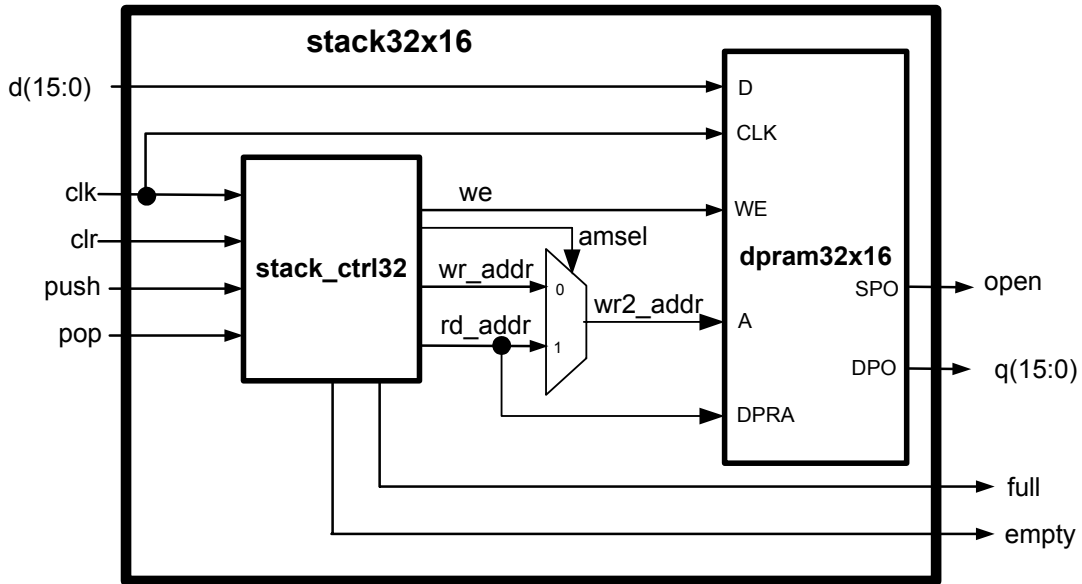 stack32x16
d(15:0)
D
CLK
clk
we
WE
clr
amsel
stack_ctrl32
dpram32x16
push
wr_addr
0
SPO
open
wr2_addr
A
pop
rd_addr
1
DPO
q(15:0)
DPRA
full
empty